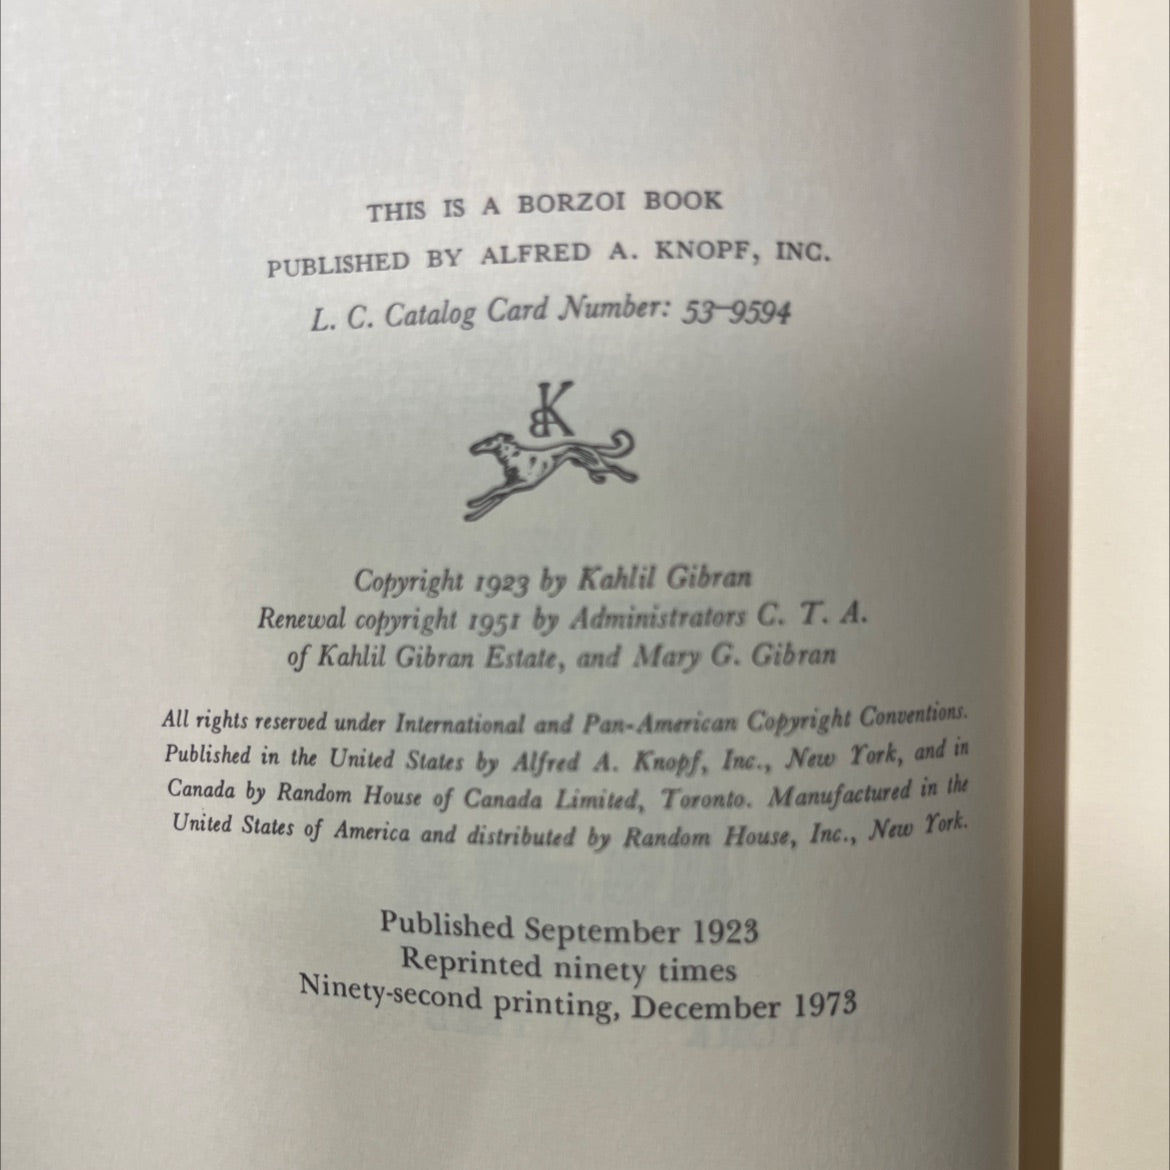 THIS IS A BORZOI BOOK
PUBLISHED BY ALFRED A. KNOPF, INC.
L. C. Catalog Card Number: 53–9594
BK
Copyright 1923 by Kahlil Gibran
Renewal copyright 1951 by Administrators C. T. A.
of Kahlil Gibran Estate, and Mary G. Gibran
All rights reserved under International and Pan-American Copyright Conventions.
Published in the United States by Alfred A. Knopf, Inc., New York, and in
Canada by Random House of Canada Limited, Toronto. Manufactured in the
United States of America and distributed by Random House, Inc., New York.
Published September 1923
Reprinted ninety times
Ninety-second printing, December 1973